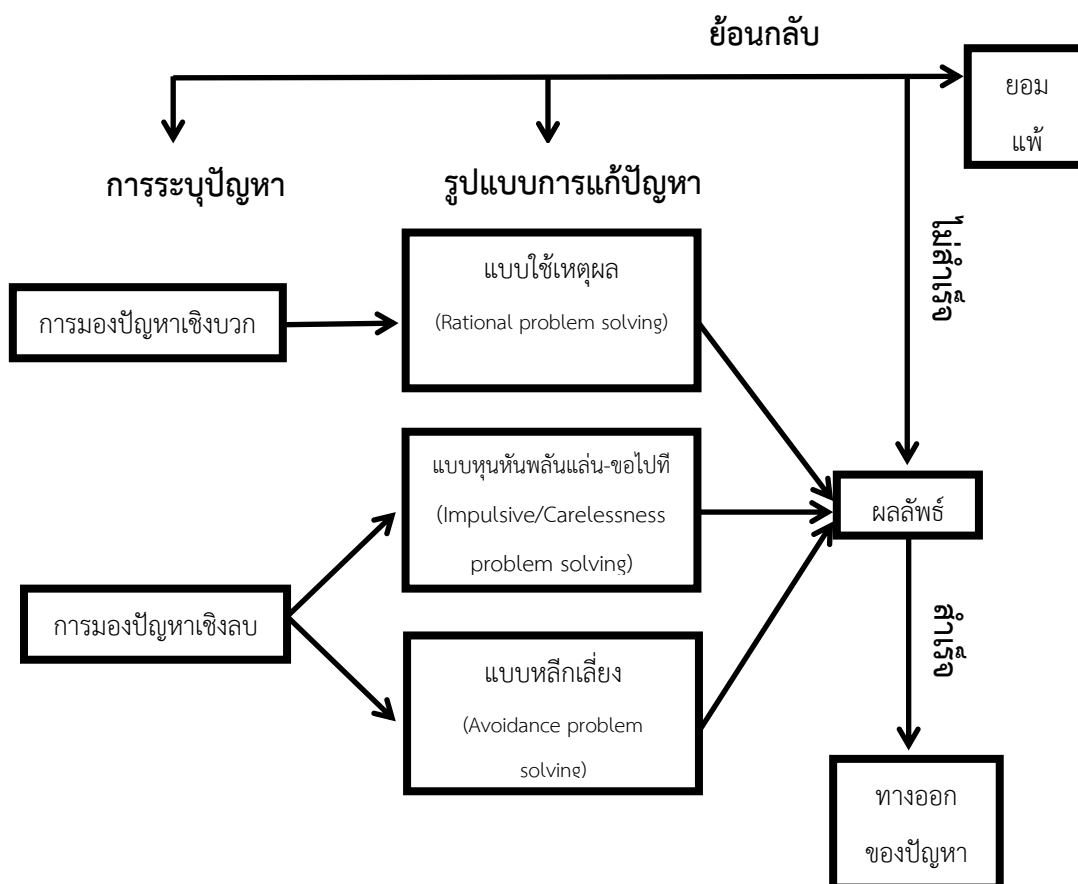 ย้อนกลับ
ยอม
แพ้
การระบุปัญหา
รูปแบบการแก้ปัญหา
ไม่สำเร็จ
แบบใช้เหตุผล
(Rational problem solving)
การมองปัญหาเชิงบวก
แบบหุนหันพลันแล่น-ขอไปที
(Impulsive/Carelessness
problem solving)
ผลลัพธ์
การมองปัญหาเชิงลบ
สำเร็จ
แบบหลีกเลี่ยง
(Avoidance problem
solving)
ทางออก
ของปัญหา